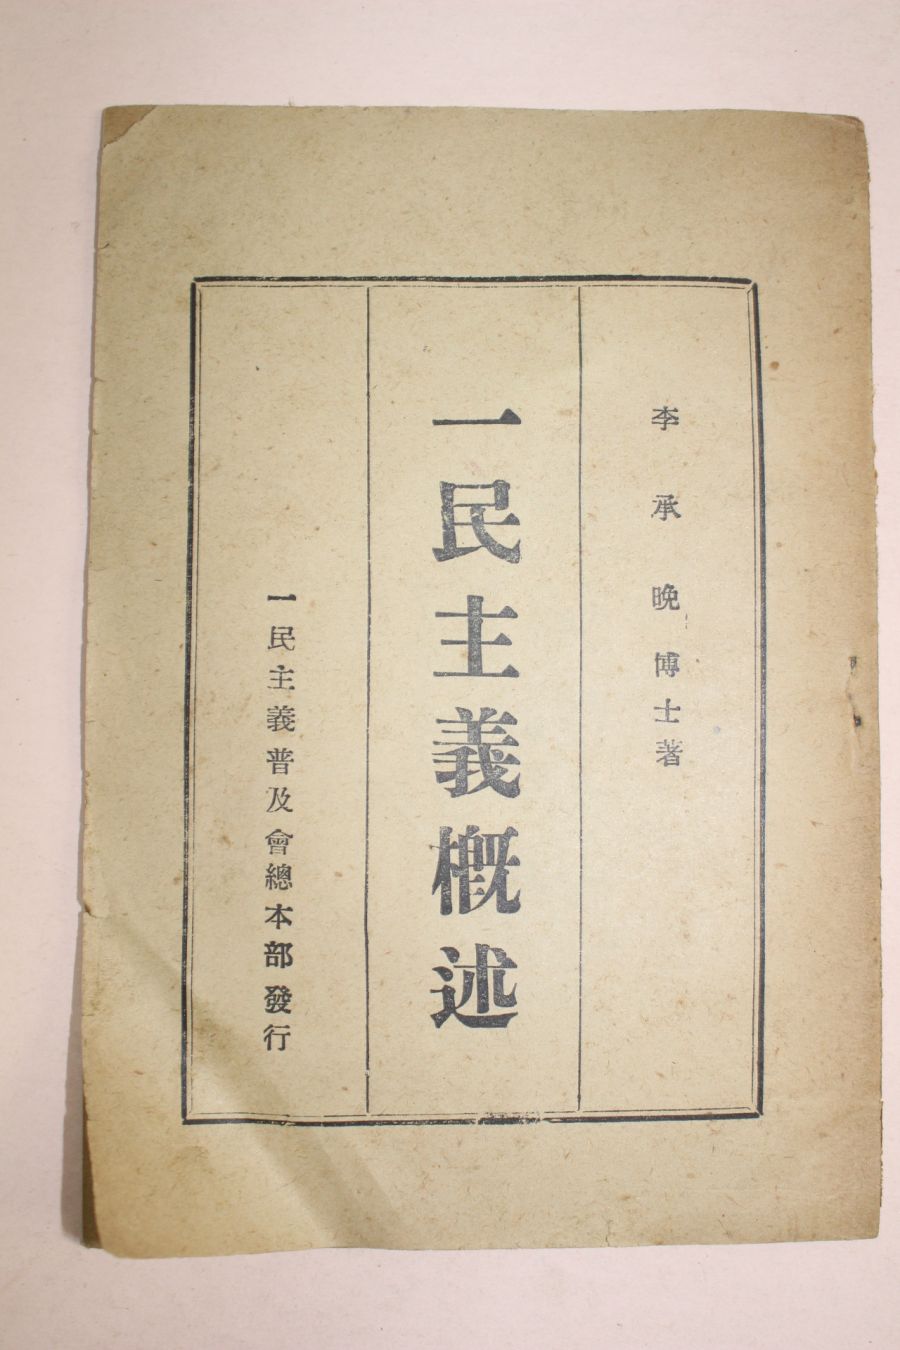 李承晩博士著
一民主義概述
一民主義普及會總本部發行